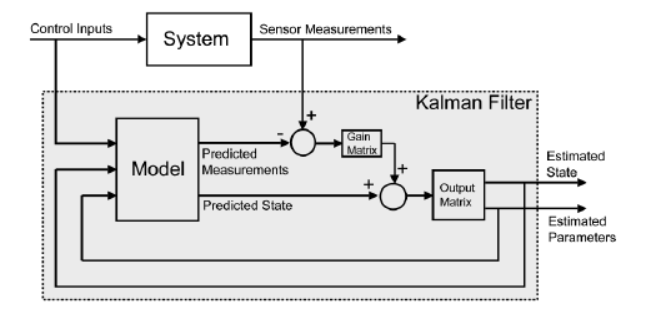 Control Inputs
System
Sensor Measurements
Kalman Filter
+
-
Gain
Matrix
Model
Predicted
Measurements
+
Estimated
State
+
Output
Matrix
Predicted State
Estimated
Parameters